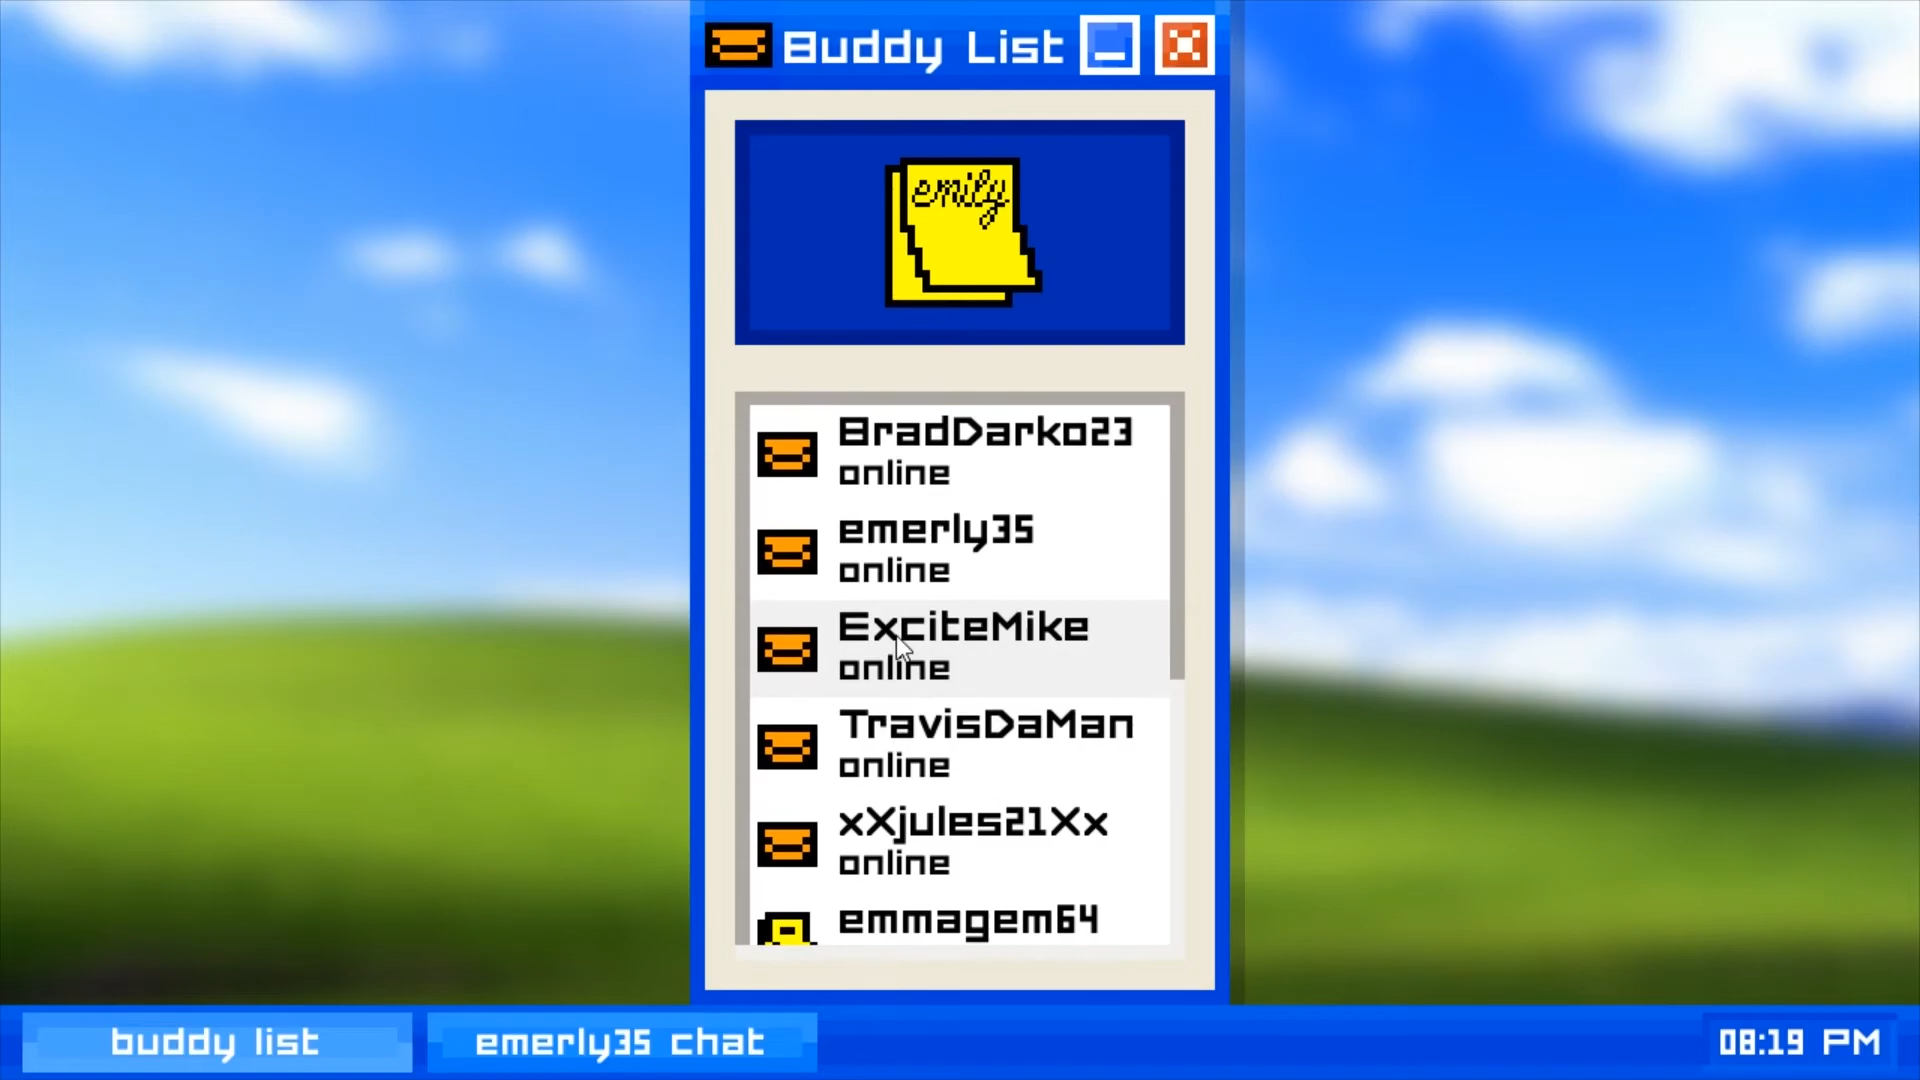 Buddy List
emily
BradDarko23
online
emerly35
online
ExciteMike
online
TravisDaMan
online
xXjules21Xx
online
emmagem64
buddy list
emerly35 chat
08:19 PM